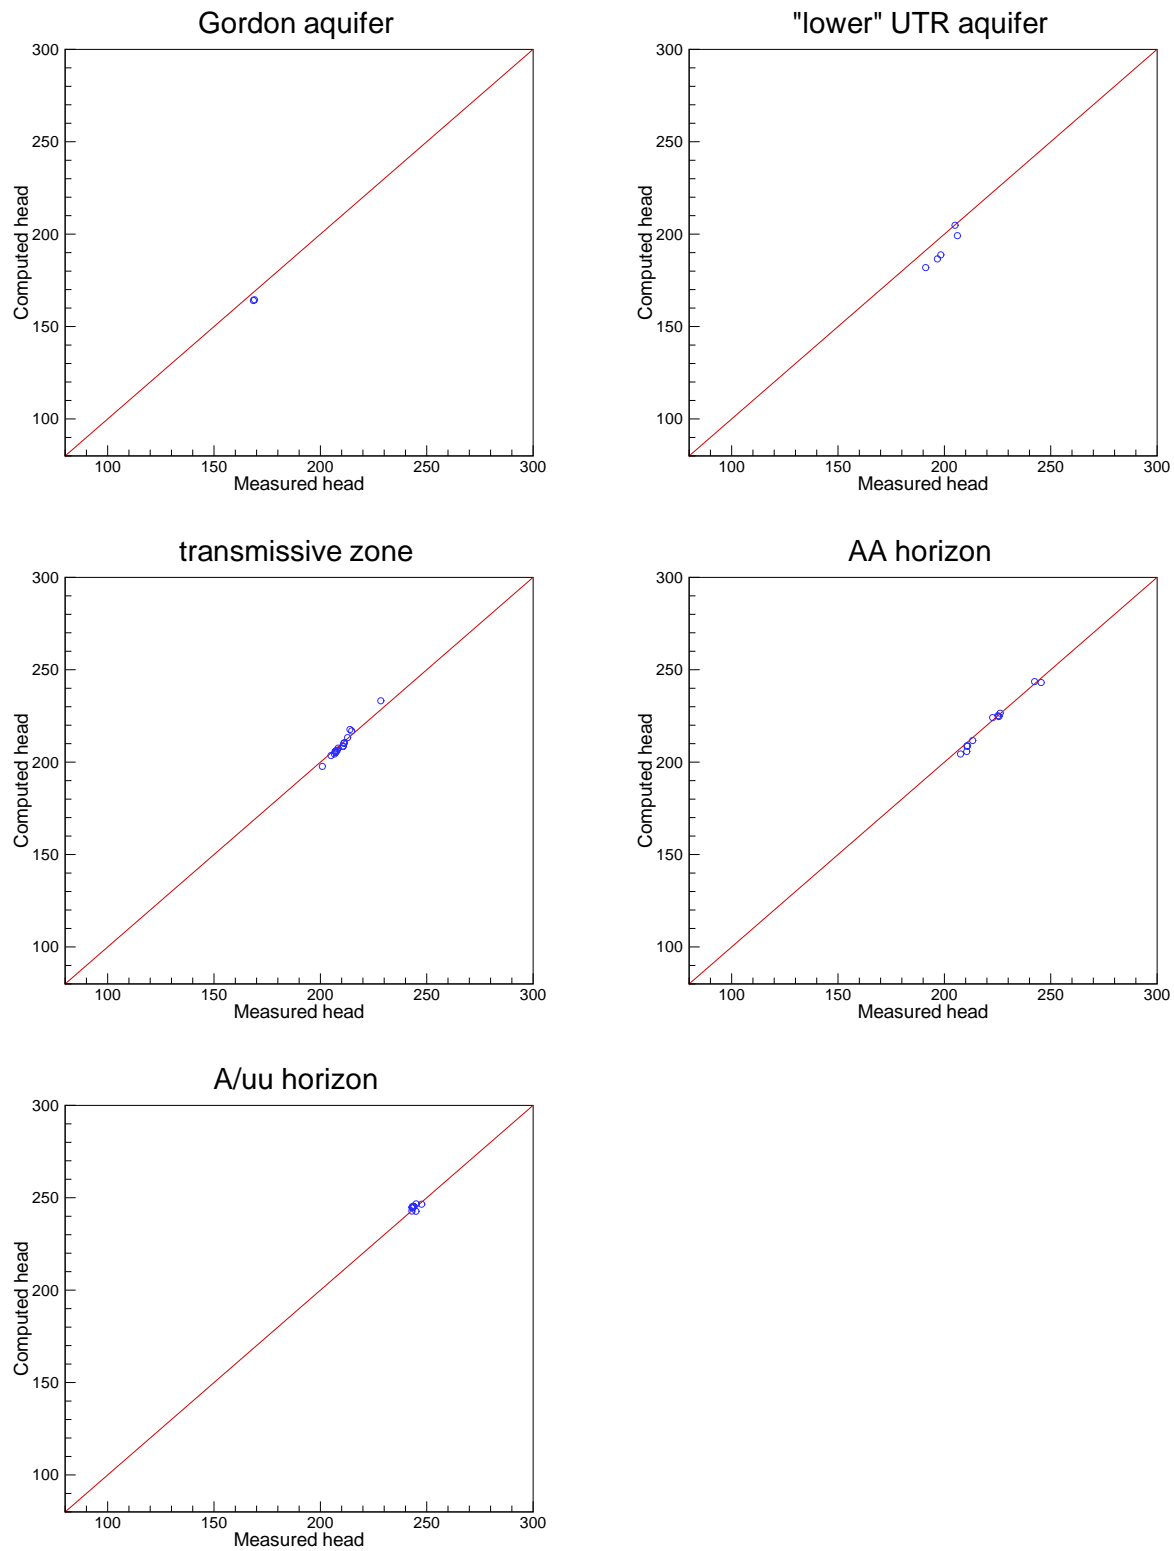 Gordon aquifer
300
250
200
150
100
Computed head
100 150 200 250 300
Measured head
"lower" UTR aquifer
300
250
200
150
100
Computed head
100 150 200 250 300
Measured head
transmissive zone
300
250
200
150
100
Computed head
100 150 200 250 300
Measured head
AA horizon
300
250
200
150
100
Computed head
100 150 200 250 300
Measured head
A/uu horizon
300
250
200
150
100
Computed head
100 150 200 250 300
Measured head